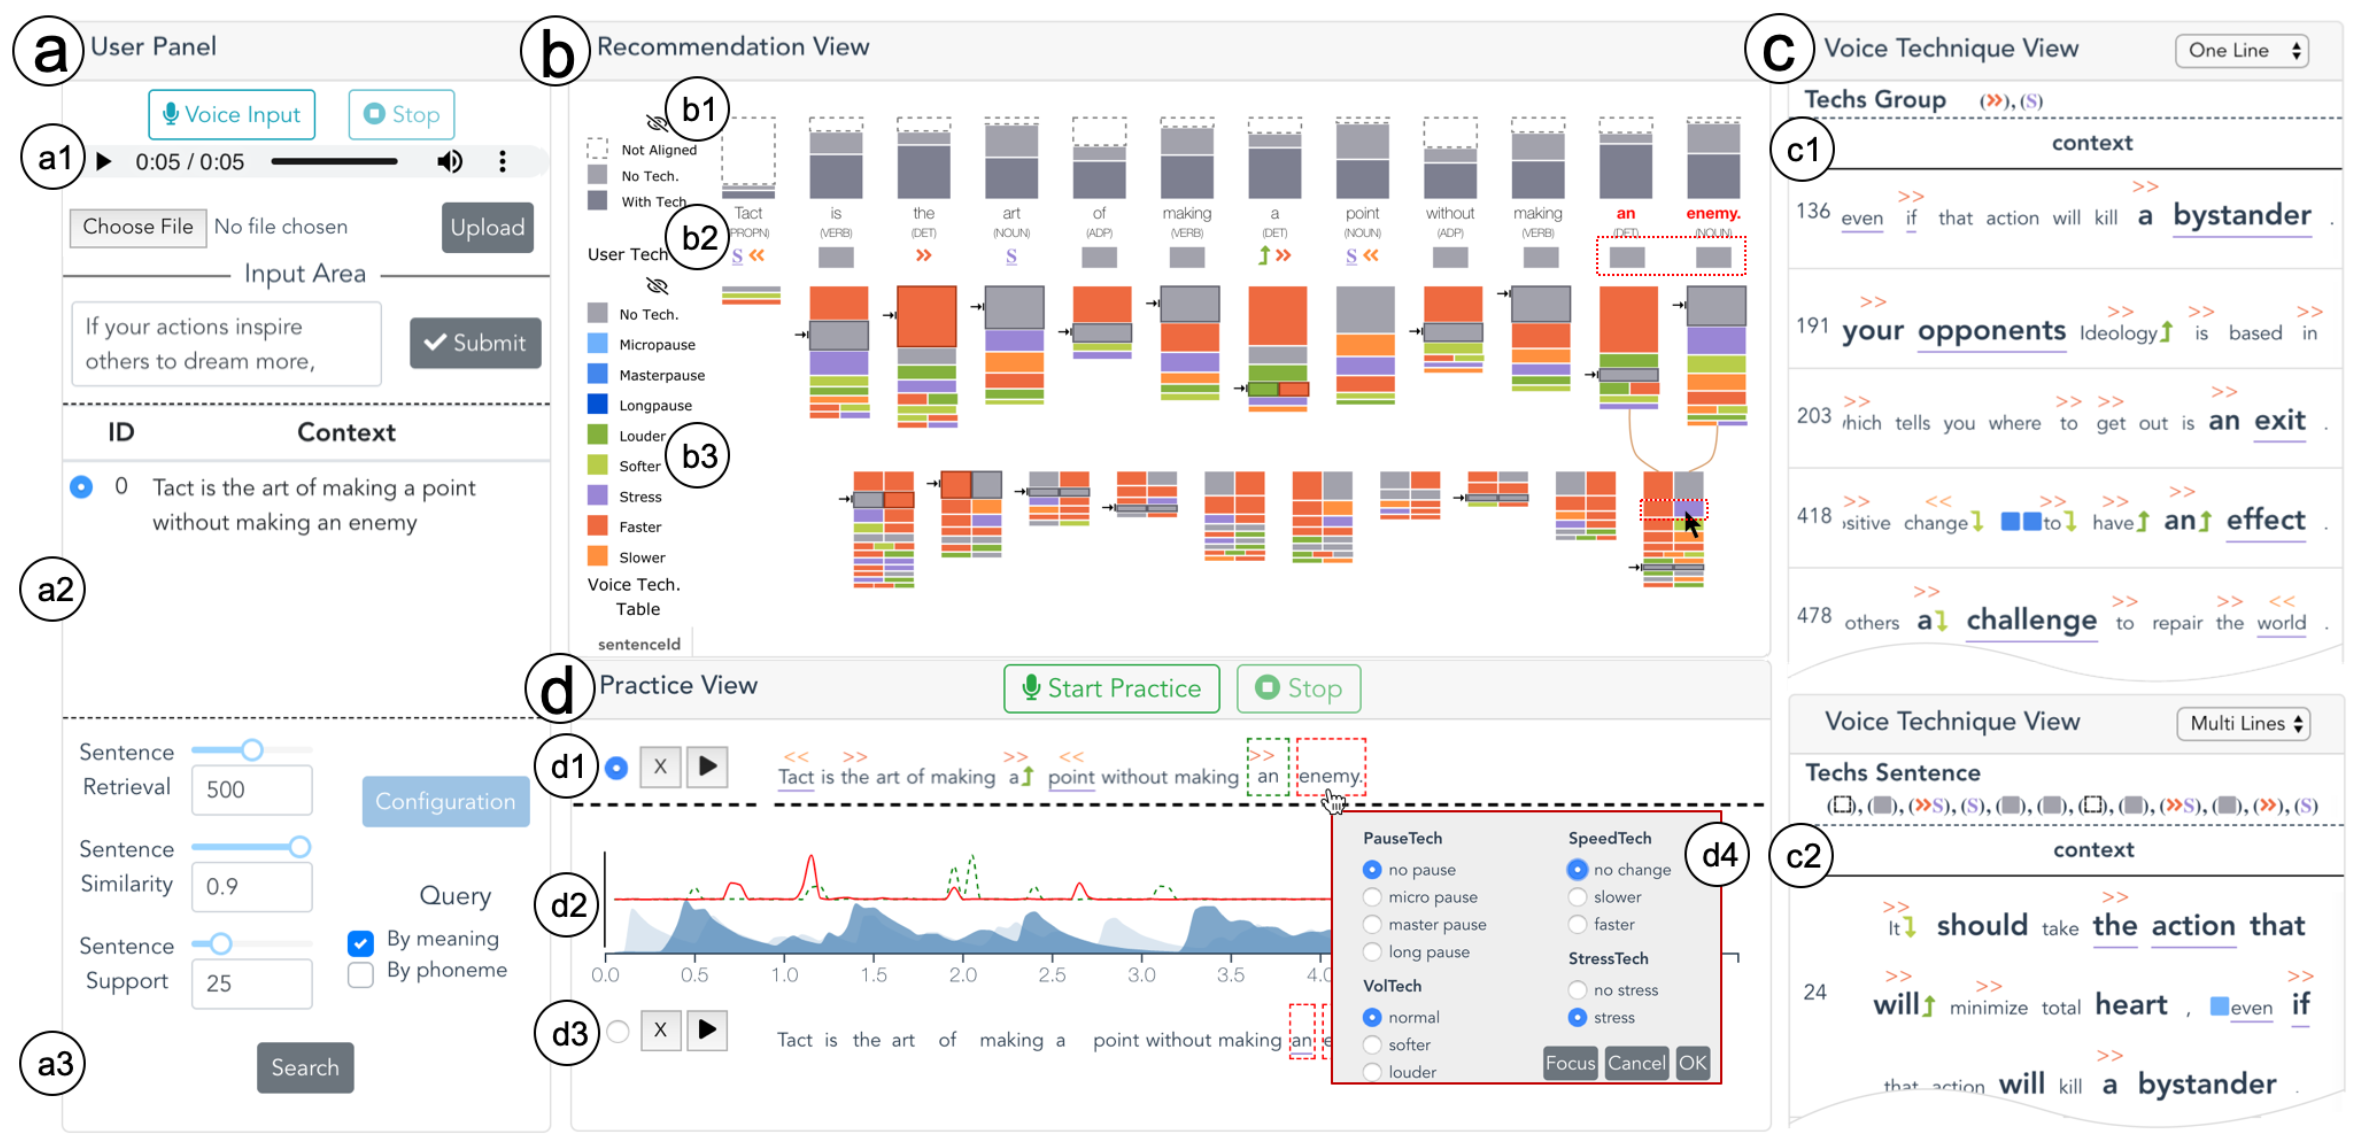 a User Panel
Voice Input Stop
a1 0:05 / 0:05
Choose File No file chosen Upload
Input Area
If your actions inspire
others to dream more,
Submit
ID Context
0 Tact is the art of making a point
without making an enemy
a2
Sentence
Retrieval
500
Configuration
Sentence
Similarity
0.9
Query
By meaning
By phoneme
Sentence
Support
25
a3 Search
b Recommendation View
b1
Not Aligned
No Tech.
With Tech
Tact is the art of making a point without making an enemy.
(VERB) (DET) (NOUN) (ADP) (VERB) (DET) (NOUN) (ADP) (VERB) (DET) (NOUN)
b2
User Tech
S << >> S >> S <<
No Tech.
Micropause
Masterpause
Longpause
Louder
b3
Softer
Stress
Faster
Slower
Voice Tech.
Table
sentenceId
c Voice Technique View One Line
Techs Group (>>), (S)
c1 context
>> >>
136 even if that action will kill a bystander .
>> >> >> >>
191 your opponents Ideology is based in
>> >> >> >>
203 which tells you where to get out is an exit .
>> << >> >> >>
418 sitive change to have an effect .
>> >> >> <<
478 others a challenge to repair the world .
Voice Technique View Multi Lines
Techs Sentence
( ), ( ), (>>S), (S), ( ), ( ), ( ), ( ), (>>S), ( ), (>>), (S)
c2 context
>> >>
It should take the action that
>> >> >>
24 will minimize total heart , even if
>>
that action will kill a bystander .
d Practice View Start Practice Stop
<< >> >> << >>
d1 X Tact is the art of making a point without making an enemy.
d2
0.0 0.5 1.0 1.5 2.0 2.5 3.0 3.5 4.0
d3 X Tact is the art of making a point without making an e
d4
PauseTech
no pause
micro pause
master pause
long pause
VolTech
normal
softer
louder
SpeedTech
no change
slower
faster
StressTech
no stress
stress
Focus Cancel OK